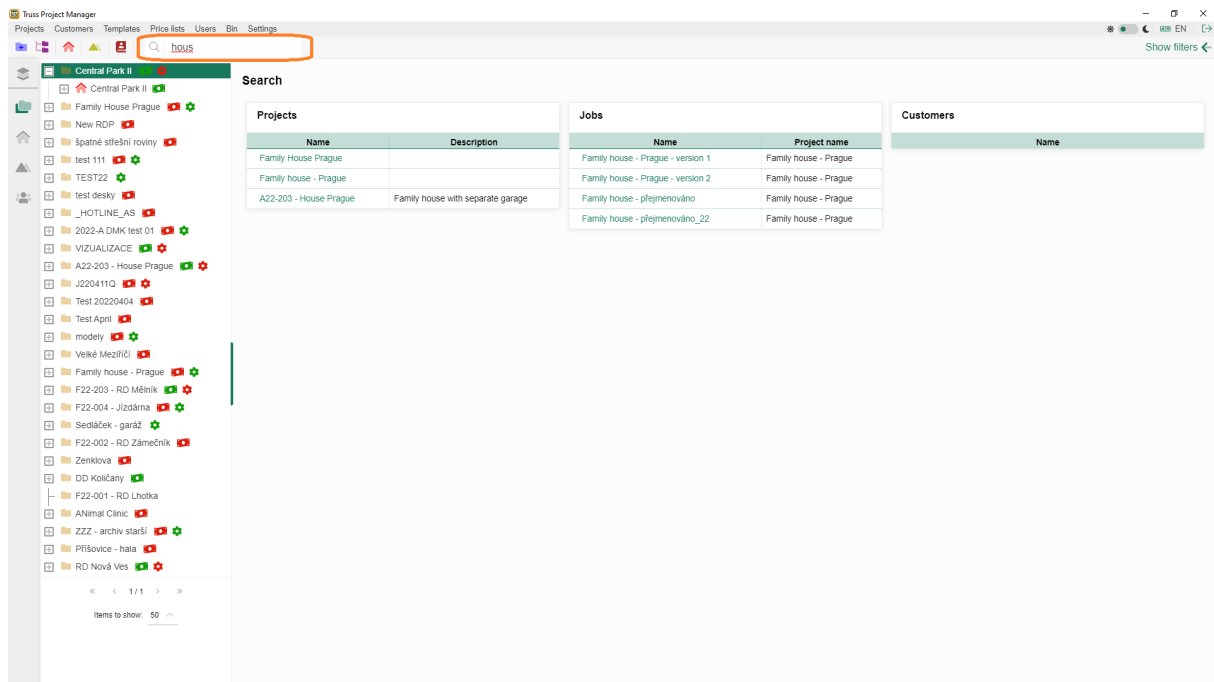 Truss Project Manager
Projects Customers Templates Price lists Users Bin Settings
EN
hous
Show filters
Central Park II
Central Park II
Family House Prague
New RDP
špatné střešní roviny
test 111
TEST22
test desky
_HOTLINE_AS
2022-A DMK test 01
VIZUALIZACE
A22-203 - House Prague
J220411Q
Test 20220404
Test April
modely
Velké Meziříčí
Family house - Prague
F22-203 - RD Mělník
F22-004 - Jízdárna
Sedláček - garáž
F22-002 - RD Zámečník
Zenklova
DD Količany
F22-001 - RD Lhotka
ANimal Clinic
ZZZ - archiv starší
Příšovice - hala
RD Nová Ves
« < 1/1 > »
Items to show: 50
Search
Projects
Name Description
Family House Prague
Family house - Prague
A22-203 - House Prague Family house with separate garage
Jobs
Name Project name
Family house - Prague - version 1 Family house - Prague
Family house - Prague - version 2 Family house - Prague
Family house - přejmenováno Family house - Prague
Family house - přejmenováno_22 Family house - Prague
Customers
Name